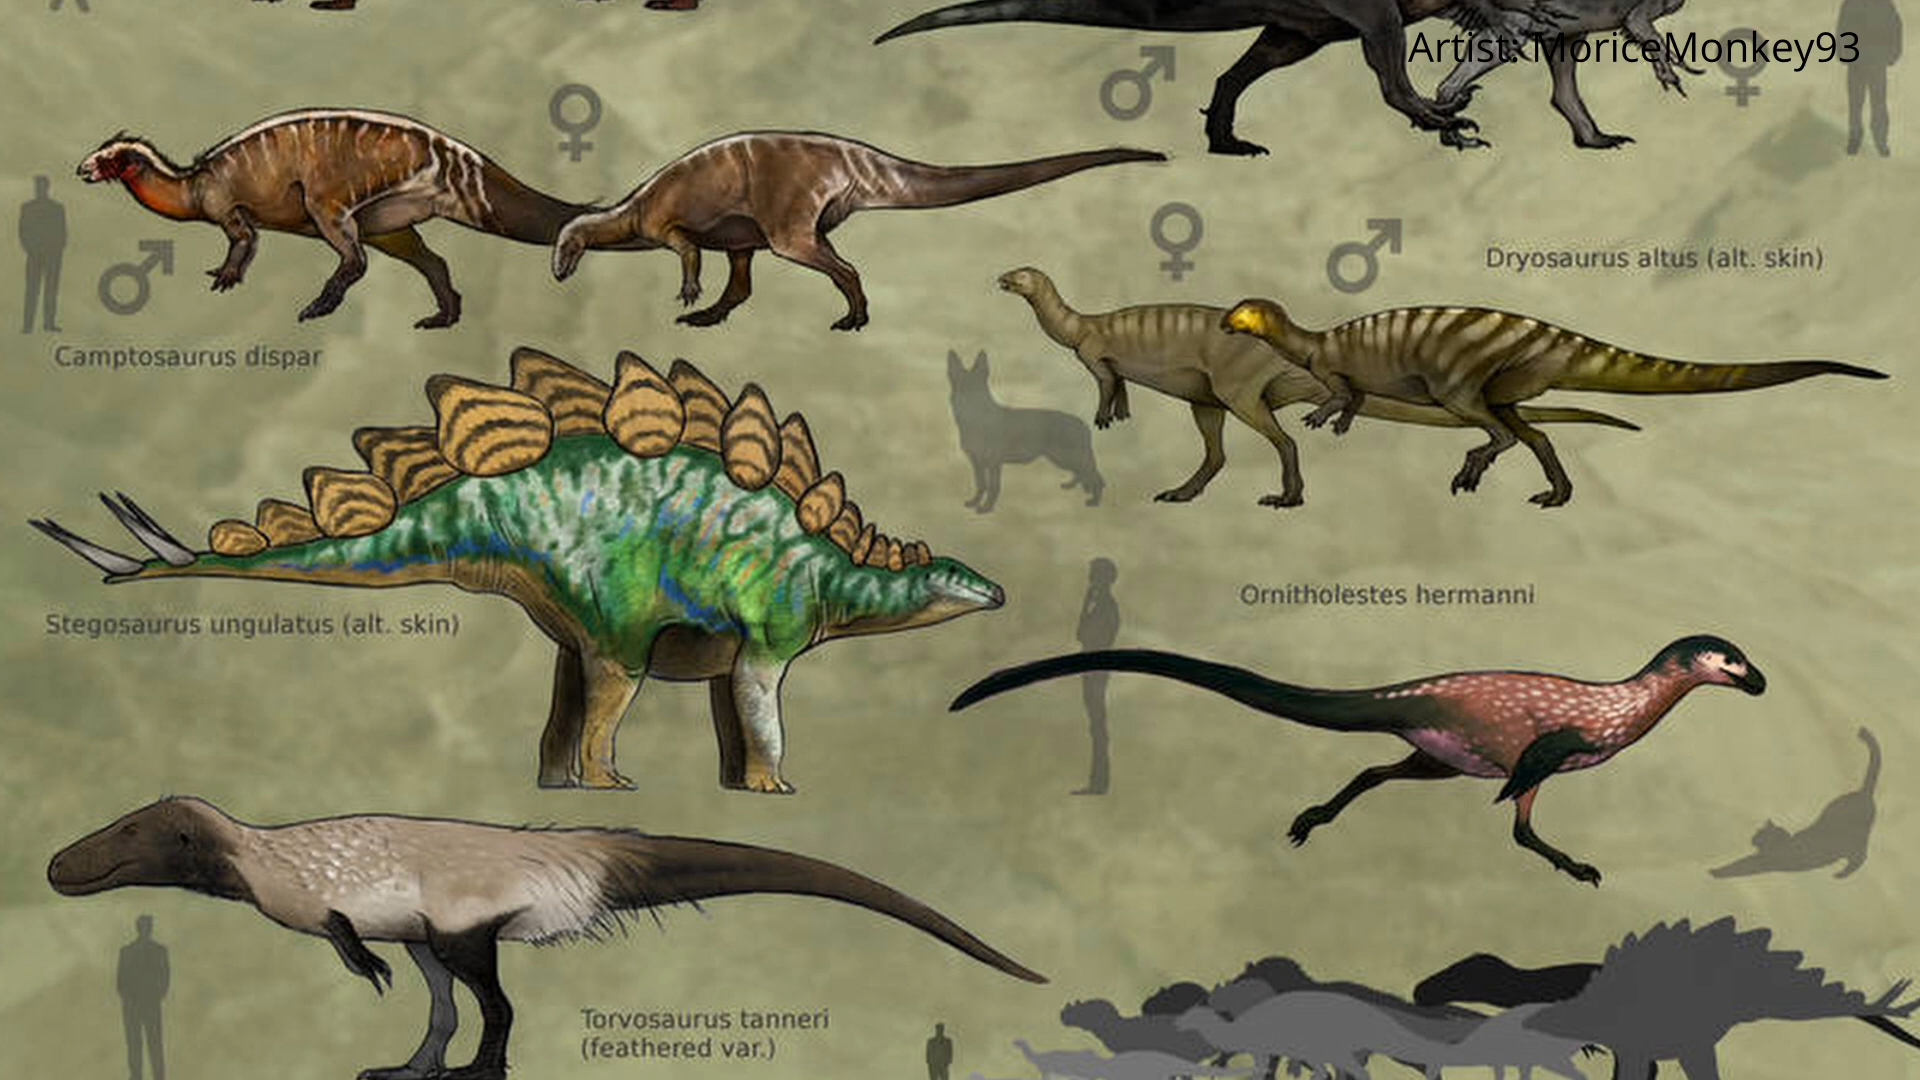 Artist: MoriceMonkey93
Dryosaurus altus (alt. skin)
Camptosaurus dispar
Ornitholestes hermanni
Stegosaurus ungulatus (alt. skin)
Torvosaurus tanneri
(feathered var.)